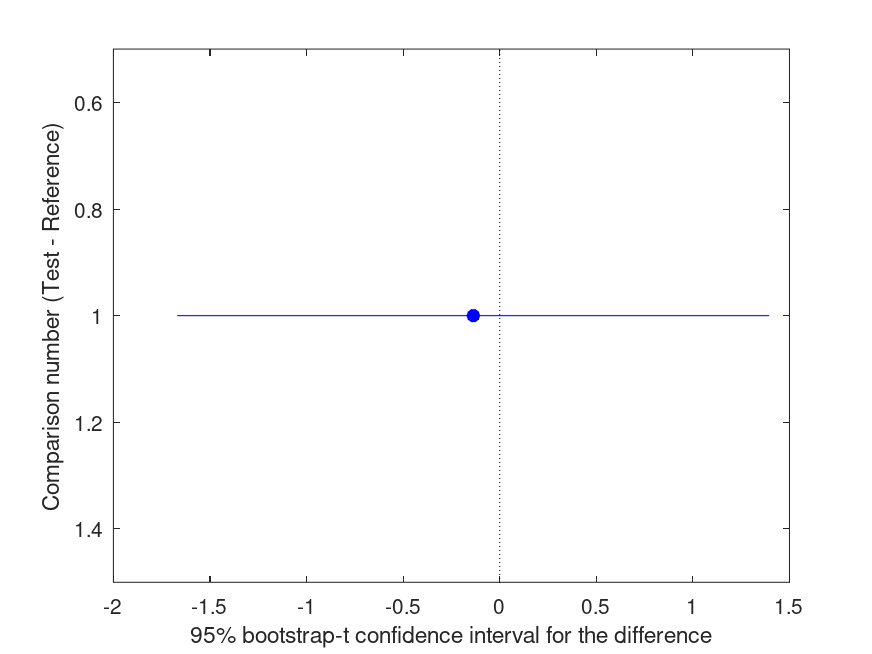 Comparison number (Test - Reference)
0.6
0.8
1
1.2
1.4
-2 -1.5 -1 -0.5 0 0.5 1 1.5
95% bootstrap-t confidence interval for the difference